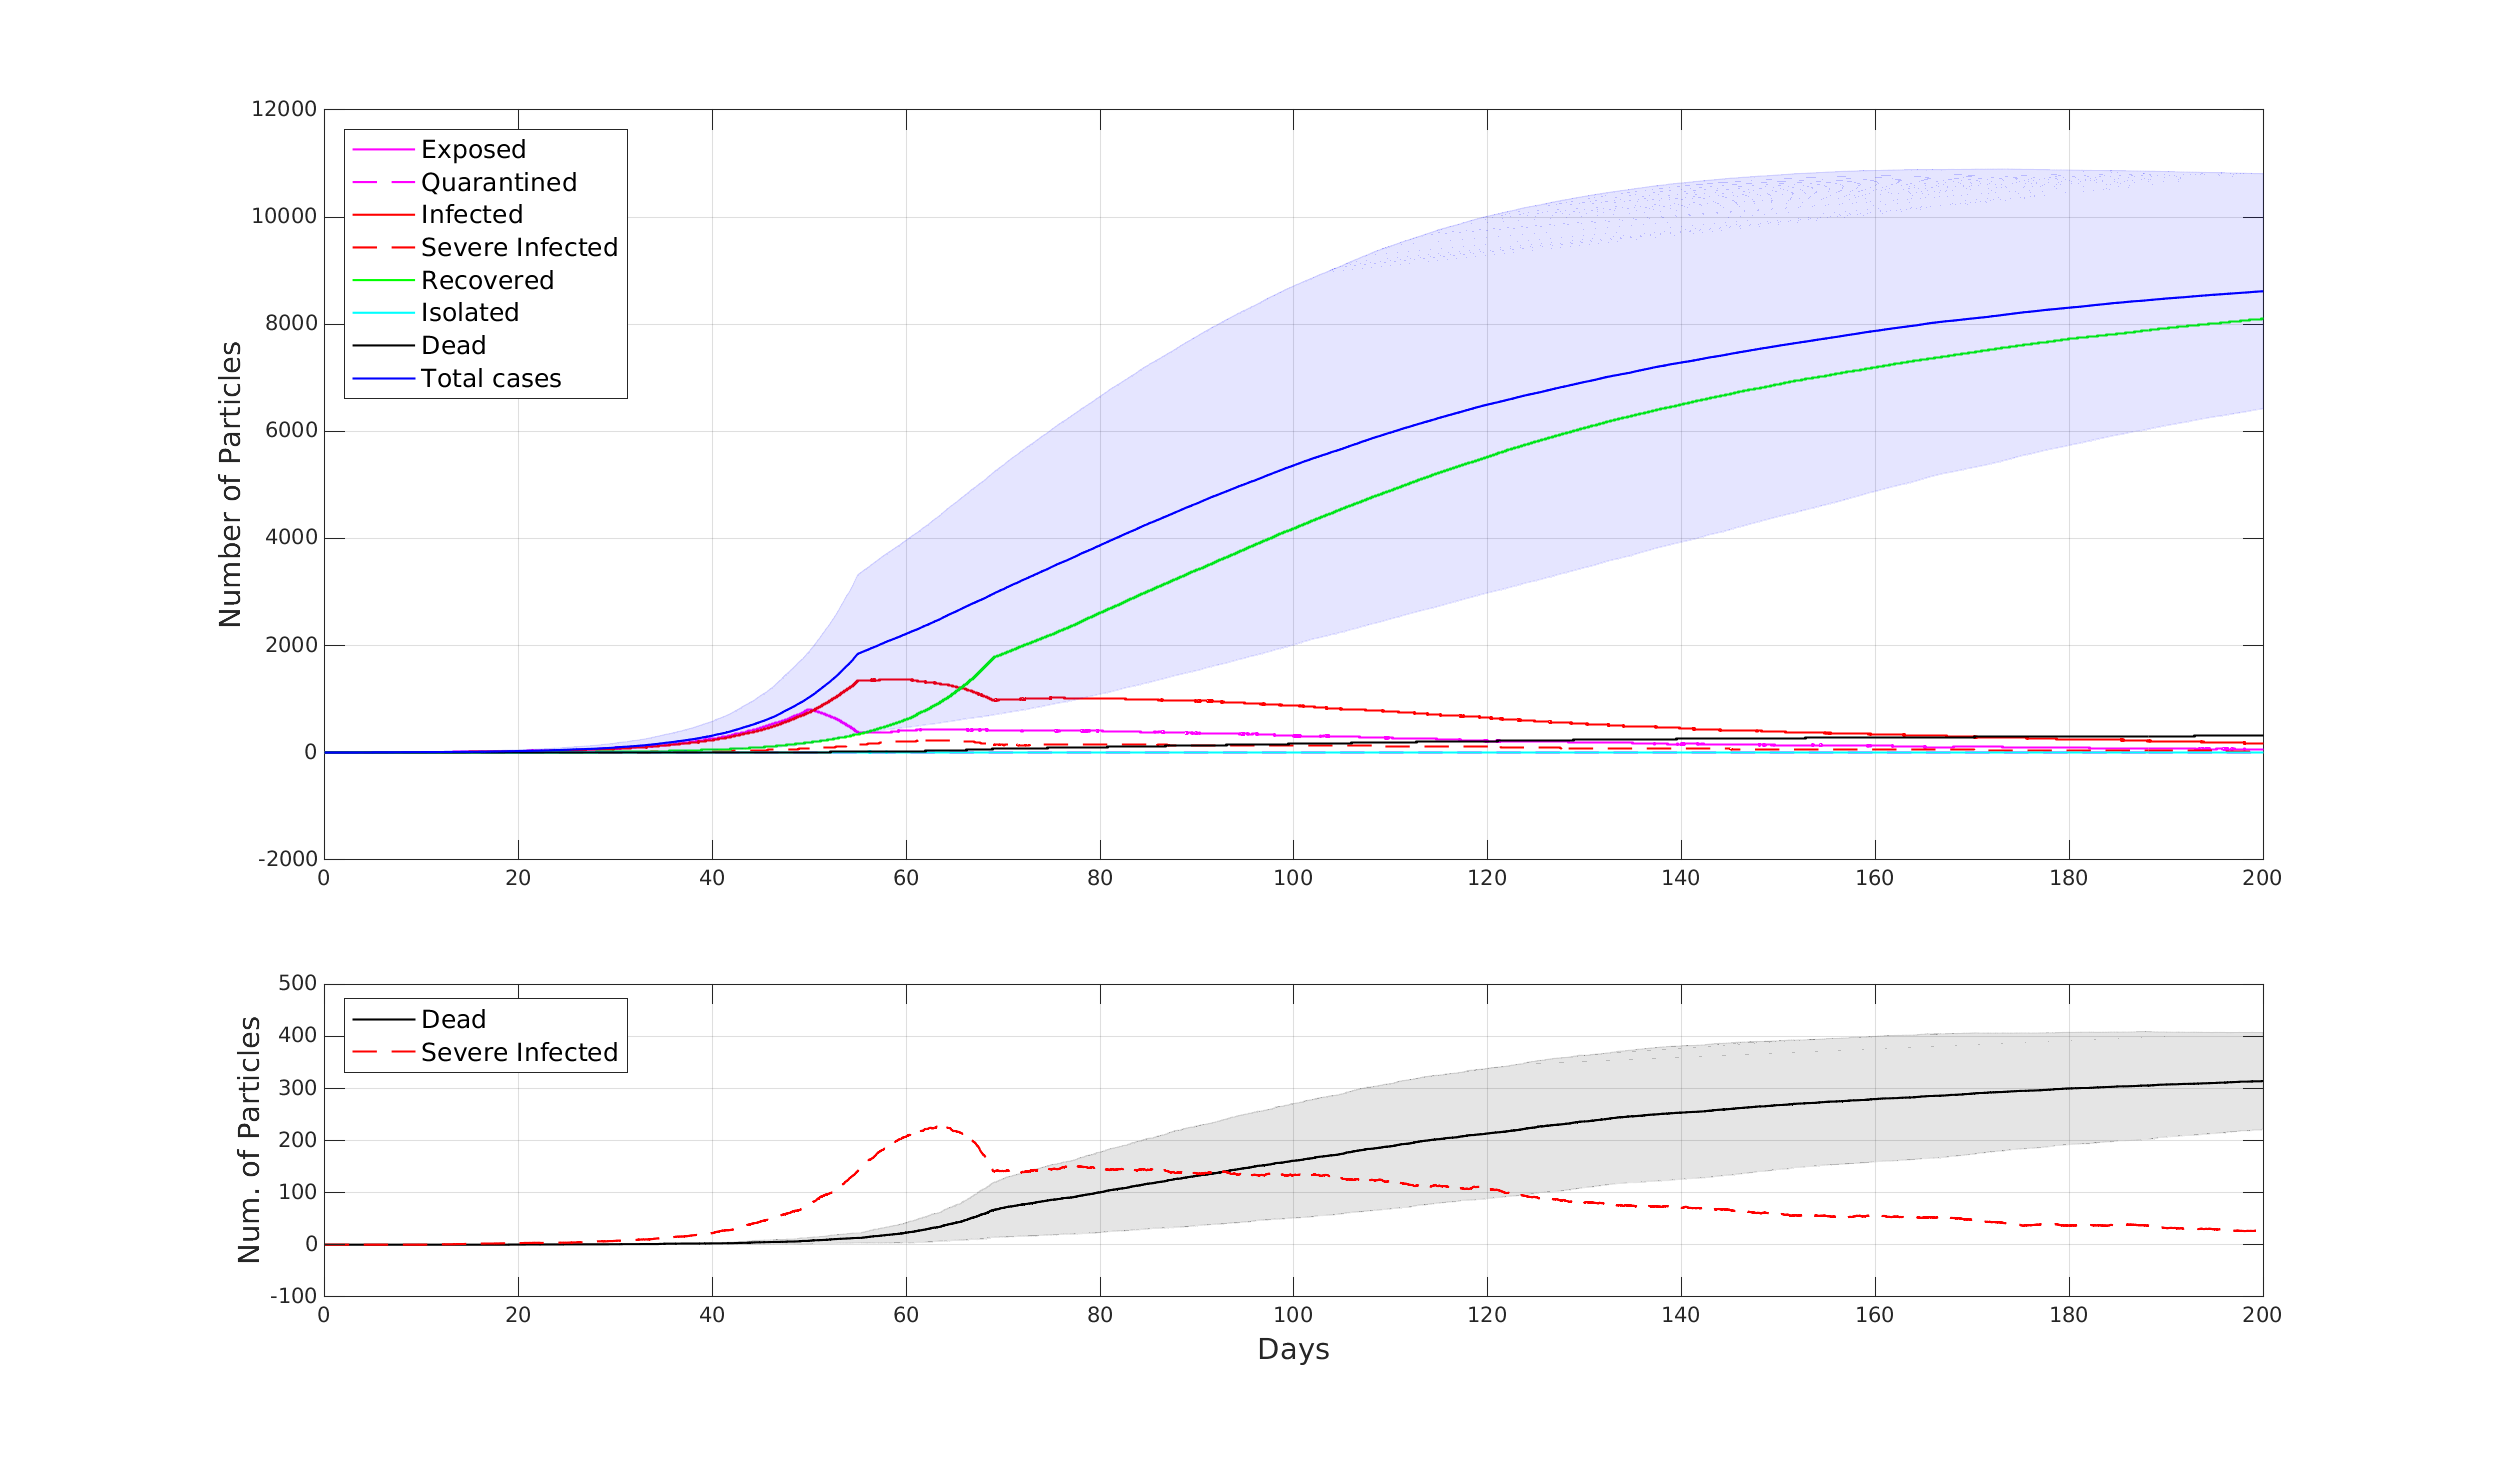 12000
10000
8000
6000
4000
2000
0
-2000
Number of Particles
Exposed
Quarantined
Infected
Severe Infected
Recovered
Isolated
Dead
Total cases
0 20 40 60 80 100 120 140 160 180 200
500
400
300
200
100
0
-100
Num. of Particles
Dead
Severe Infected
0 20 40 60 80 100 120 140 160 180 200
Days